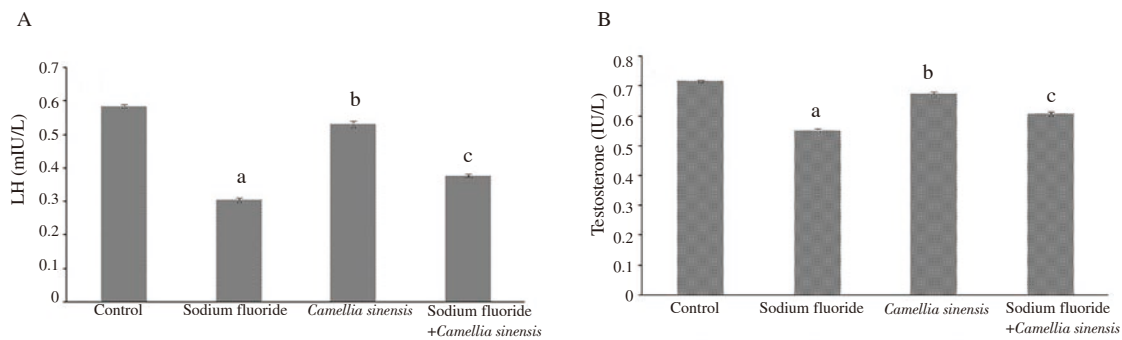 A
LH (mIU/L)
0.7
0.6
0.5
0.4
0.3
0.2
0.1
0
a
b
c
Control
Sodium fluoride
Camellia sinensis
Sodium fluoride
+Camellia sinensis
B
Testosterone (IU/L)
0.8
0.7
0.6
0.5
0.4
0.3
0.2
0.1
0
a
b
c
Control
Sodium fluoride
Camellia sinensis
Sodium fluoride
+Camellia sinensis